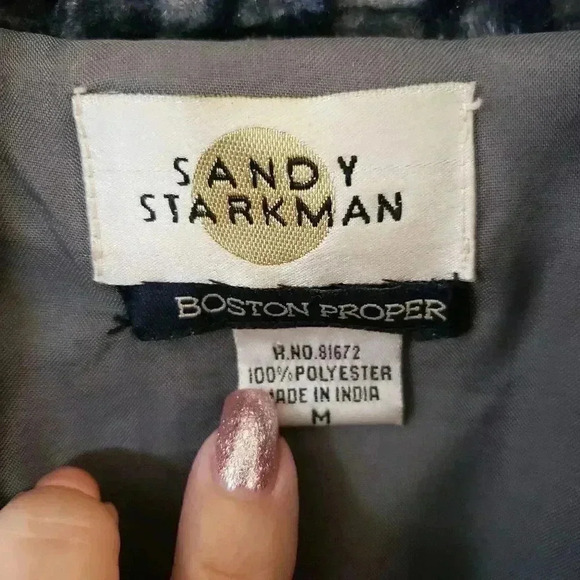 SANDY
STARKMAN
BOSTON PROPER
R.NO.81672
100%POLYESTER
MADE IN INDIA
M